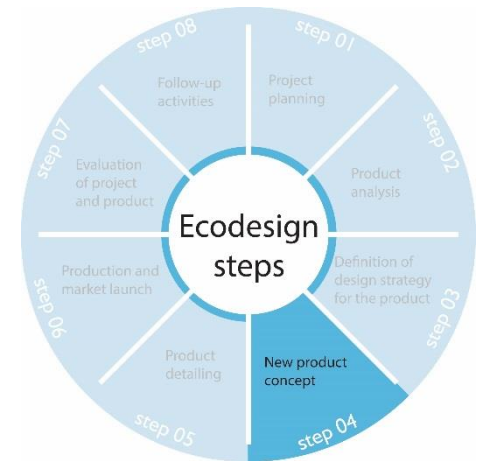 Ecodesign
steps
step 01
Project
planning
step 02
Product
analysis
step 03
Definition of
design strategy
for the product
step 04
New product
concept
step 05
Product
detailing
step 06
Production and
market launch
step 07
Evaluation
of project
and product
step 08
Follow-up
activities